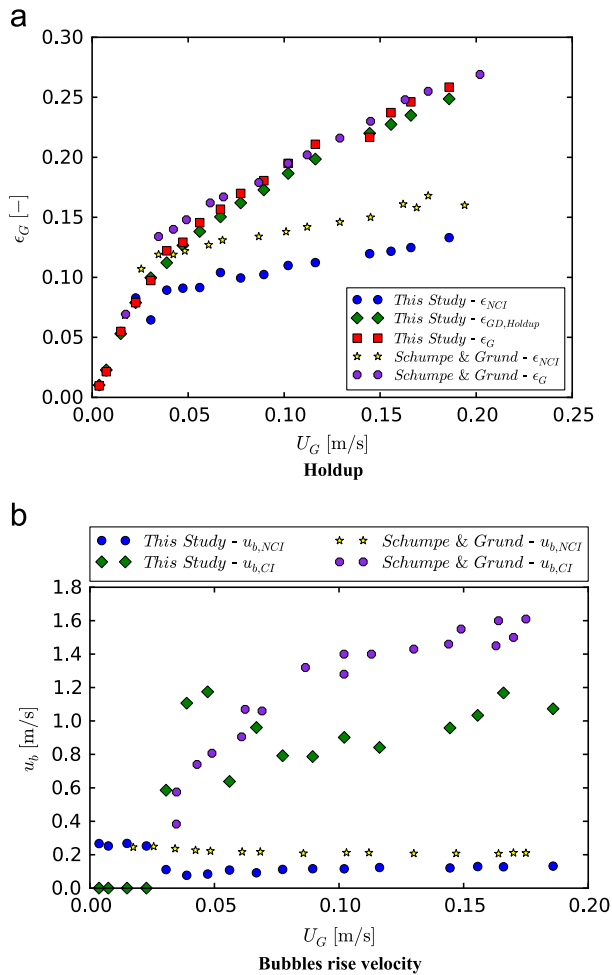 a
0.30
0.25
0.20
0.15
0.10
0.05
0.00
ϵ_G [−]
This Study - ϵ_NCI
This Study - ϵ_GD,Holdup
This Study - ϵ_G
Schumpe & Grund - ϵ_NCI
Schumpe & Grund - ϵ_G
0.00 0.05 0.10 0.15 0.20 0.25
U_G [m/s]
Holdup
b
This Study - u_b,NCI
This Study - u_b,CI
Schumpe & Grund - u_b,NCI
Schumpe & Grund - u_b,CI
1.8
1.6
1.4
1.2
1.0
0.8
0.6
0.4
0.2
0.0
u_b [m/s]
0.00 0.05 0.10 0.15 0.20
U_G [m/s]
Bubbles rise velocity